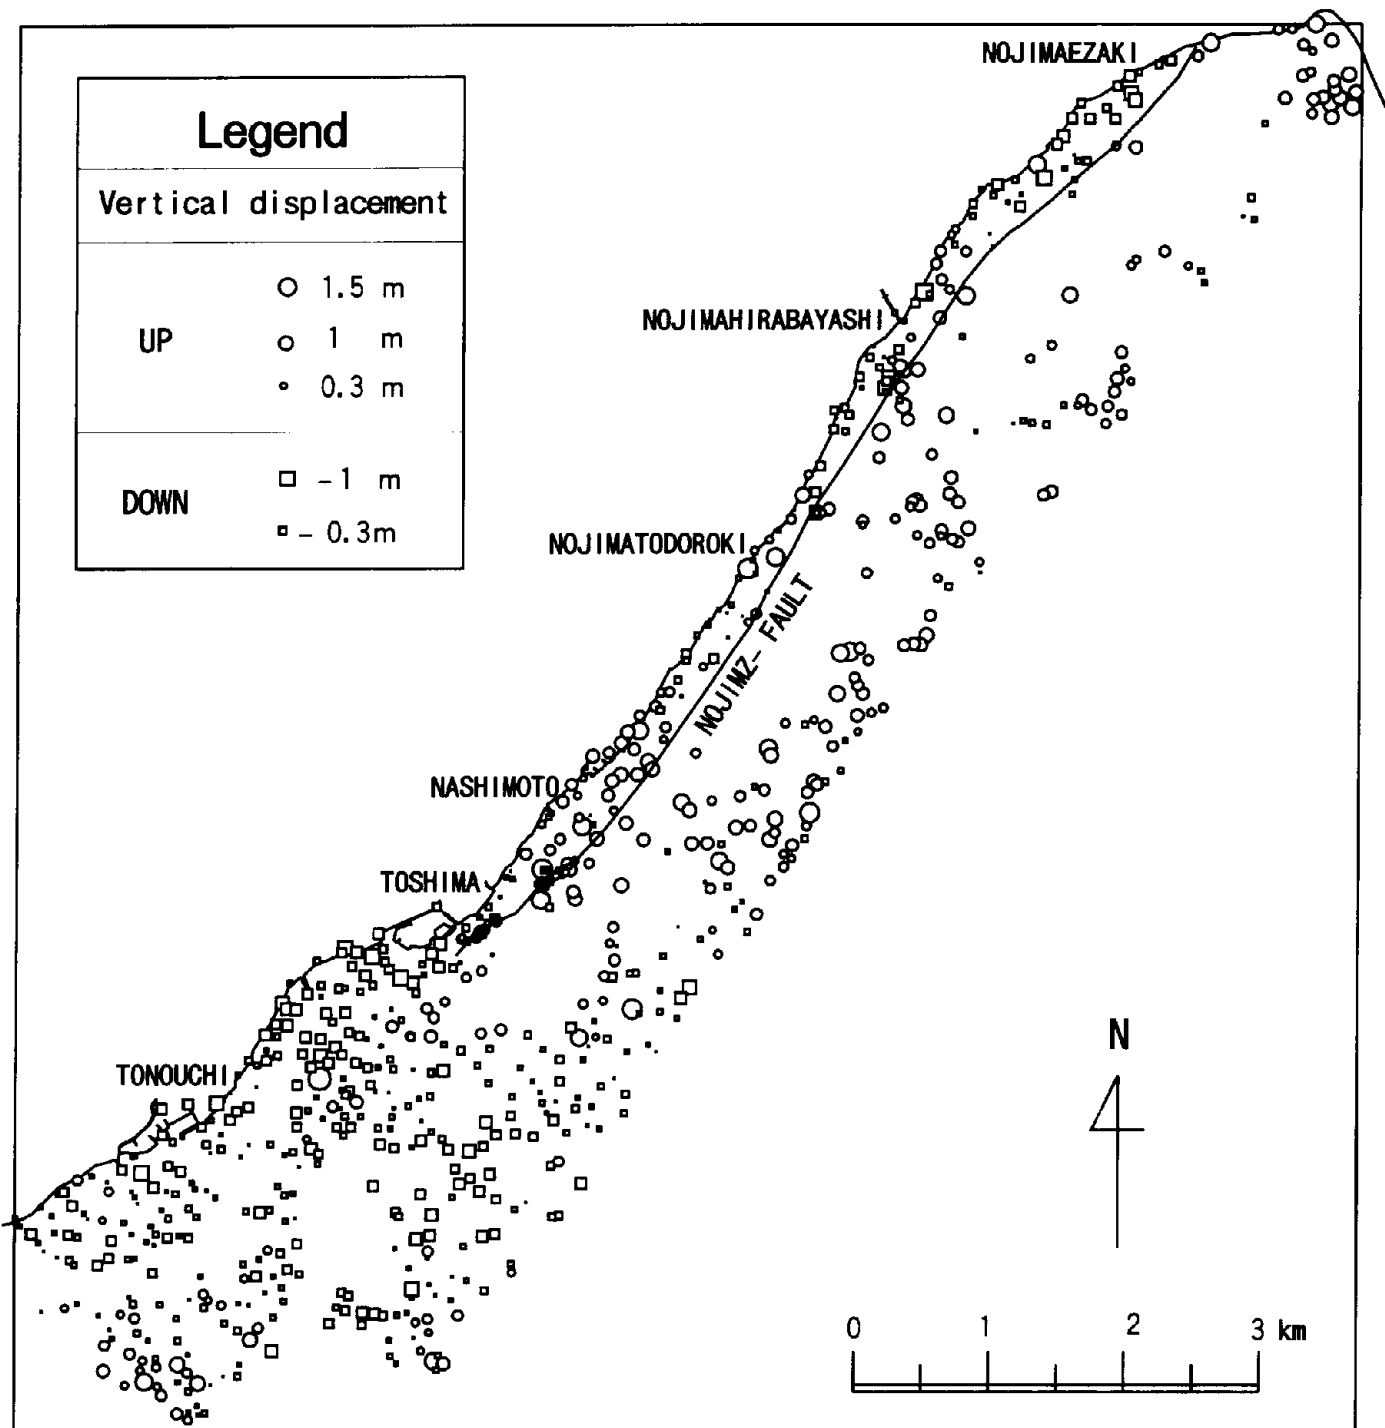 Legend
Vertical displacement
UP
1.5 m
1 m
0.3 m
DOWN
-1 m
-0.3m
NOJIMAEZAKI
NOJIMAHIRABAYASHI
NOJIMATODOROKI
NOJIMZ-FAULT
NASHIMOTO
TOSHIMA
TONOUCHI
N
0 1 2 3 km